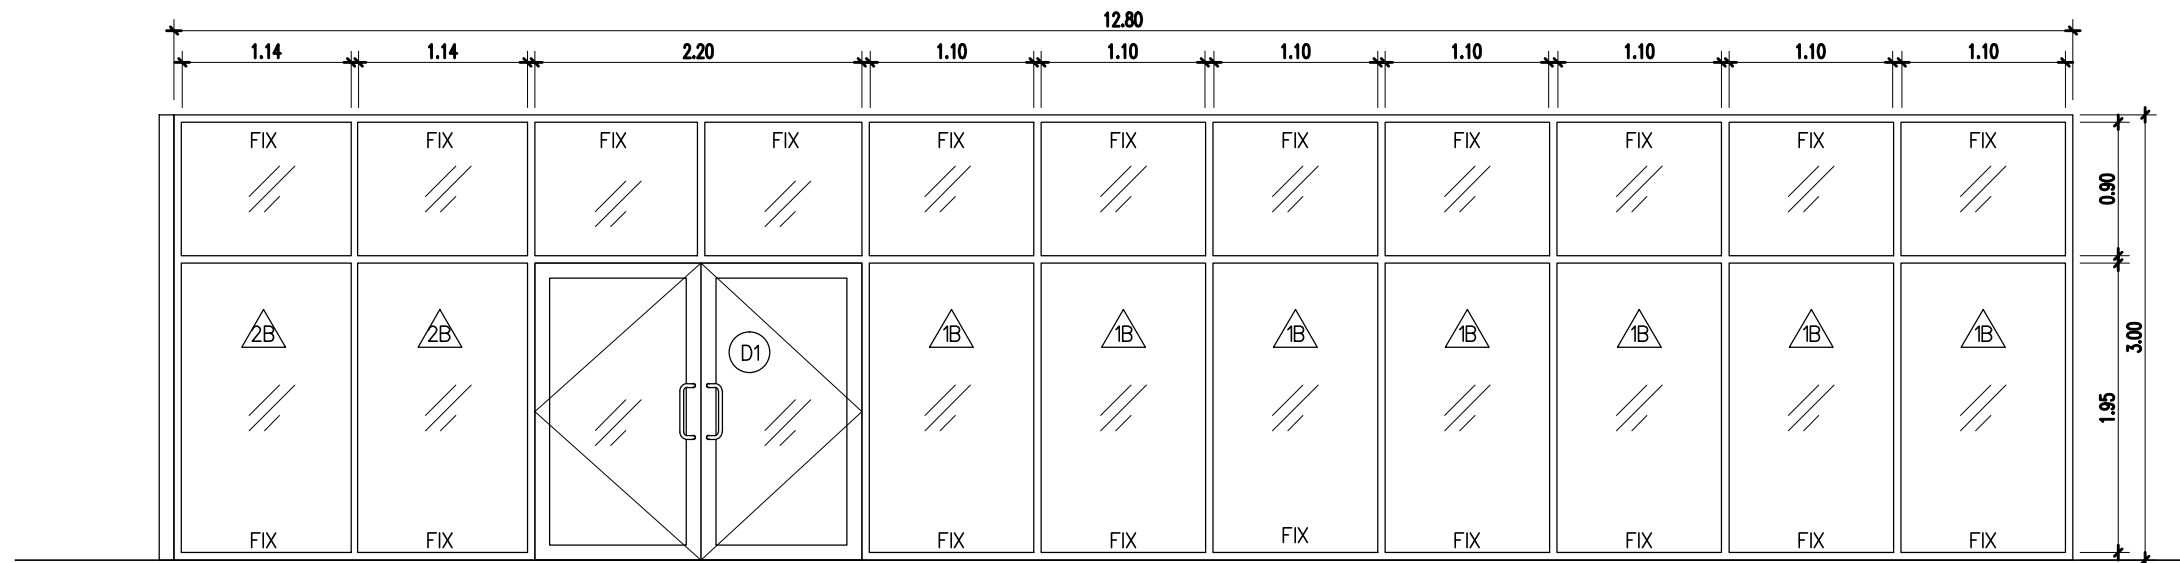 12.80
1.14 1.14 2.20 1.10 1.10 1.10 1.10 1.10 1.10 1.10
FIX FIX FIX FIX FIX FIX FIX FIX FIX FIX FIX
0.90
2B 2B D1 1B 1B 1B 1B 1B 1B 1B
3.00
1.95
FIX FIX FIX FIX FIX FIX FIX FIX FIX